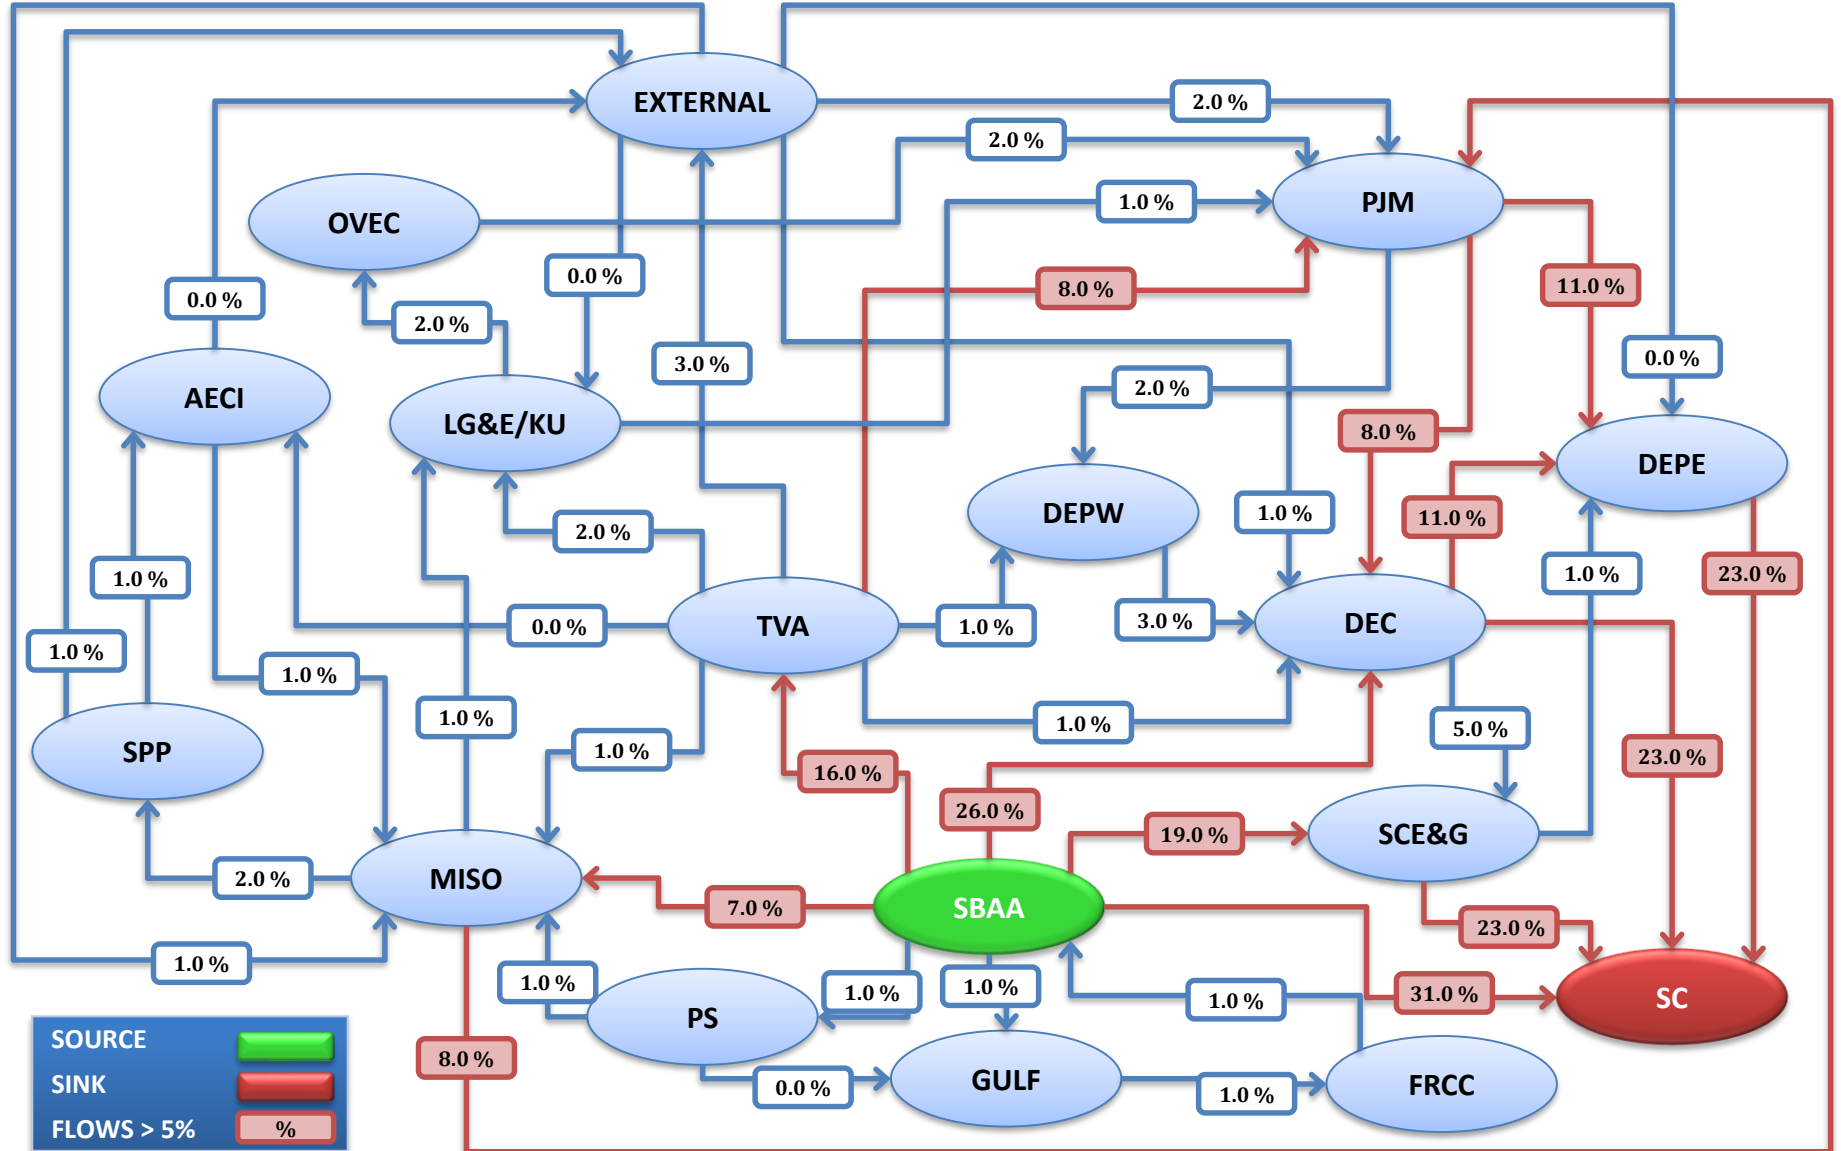 EXTERNAL
2.0 %
2.0 %
PJM
1.0 %
OVEC
0.0 %
0.0 %
8.0 %
11.0 %
2.0 %
3.0 %
0.0 %
2.0 %
AECI
LG&E/KU
8.0 %
DEPE
DEPW
1.0 %
11.0 %
2.0 %
1.0 %
1.0 %
23.0 %
TVA
0.0 %
1.0 %
3.0 %
DEC
1.0 %
1.0 %
1.0 %
1.0 %
5.0 %
SPP
1.0 %
16.0 %
23.0 %
26.0 %
19.0 %
SCE&G
2.0 %
MISO
7.0 %
SBAA
23.0 %
1.0 %
1.0 %
1.0 %
1.0 %
1.0 %
31.0 %
SC
PS
SOURCE
SINK
FLOWS > 5%
%
8.0 %
0.0 %
GULF
1.0 %
FRCC